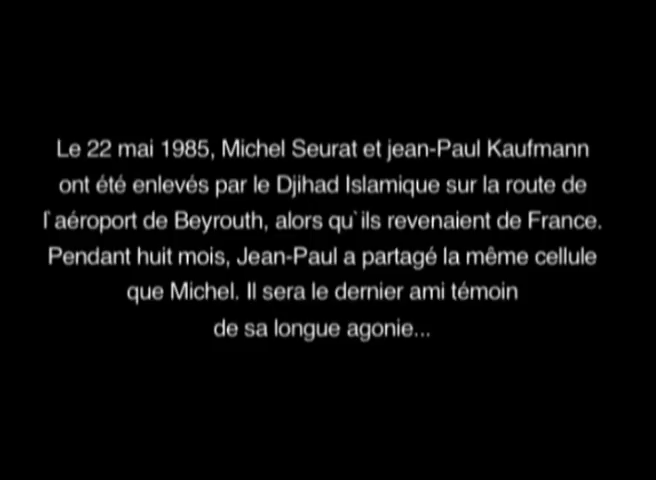 Le 22 mai 1985, Michel Seurat et jean-Paul Kaufmann
ont été enlevés par le Djihad Islamique sur la route de
l`aéroport de Beyrouth, alors qu`ils revenaient de France.
Pendant huit mois, Jean-Paul a partagé la même cellule
que Michel. Il sera le dernier ami témoin
de sa longue agonie...